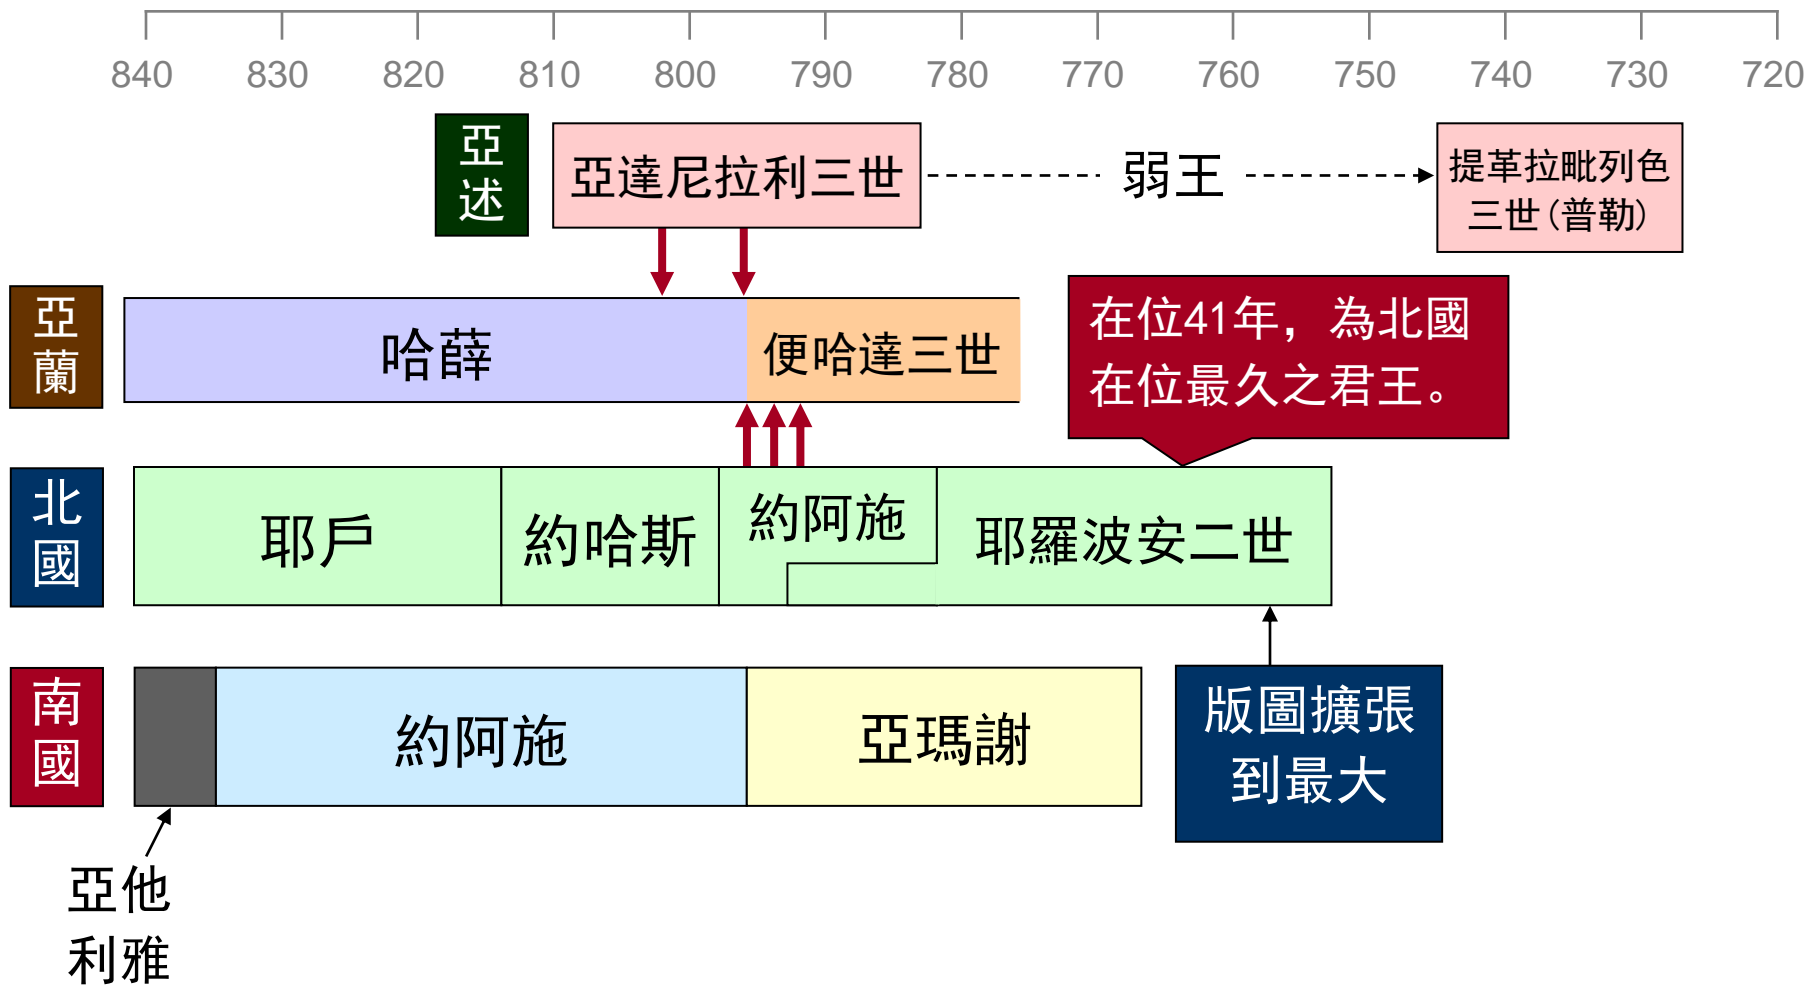 840 830 820 810 800 790 780 770 760 750 740 730 720
亞述
亞達尼拉利三世
弱王
提革拉毗列色
三世(普勒)
亞蘭
哈薛
便哈達三世
在位41年，為北國
在位最久之君王。
北國
耶戶
約哈斯
約阿施
耶羅波安二世
南國
約阿施
亞瑪謝
版圖擴張
到最大
亞他
利雅